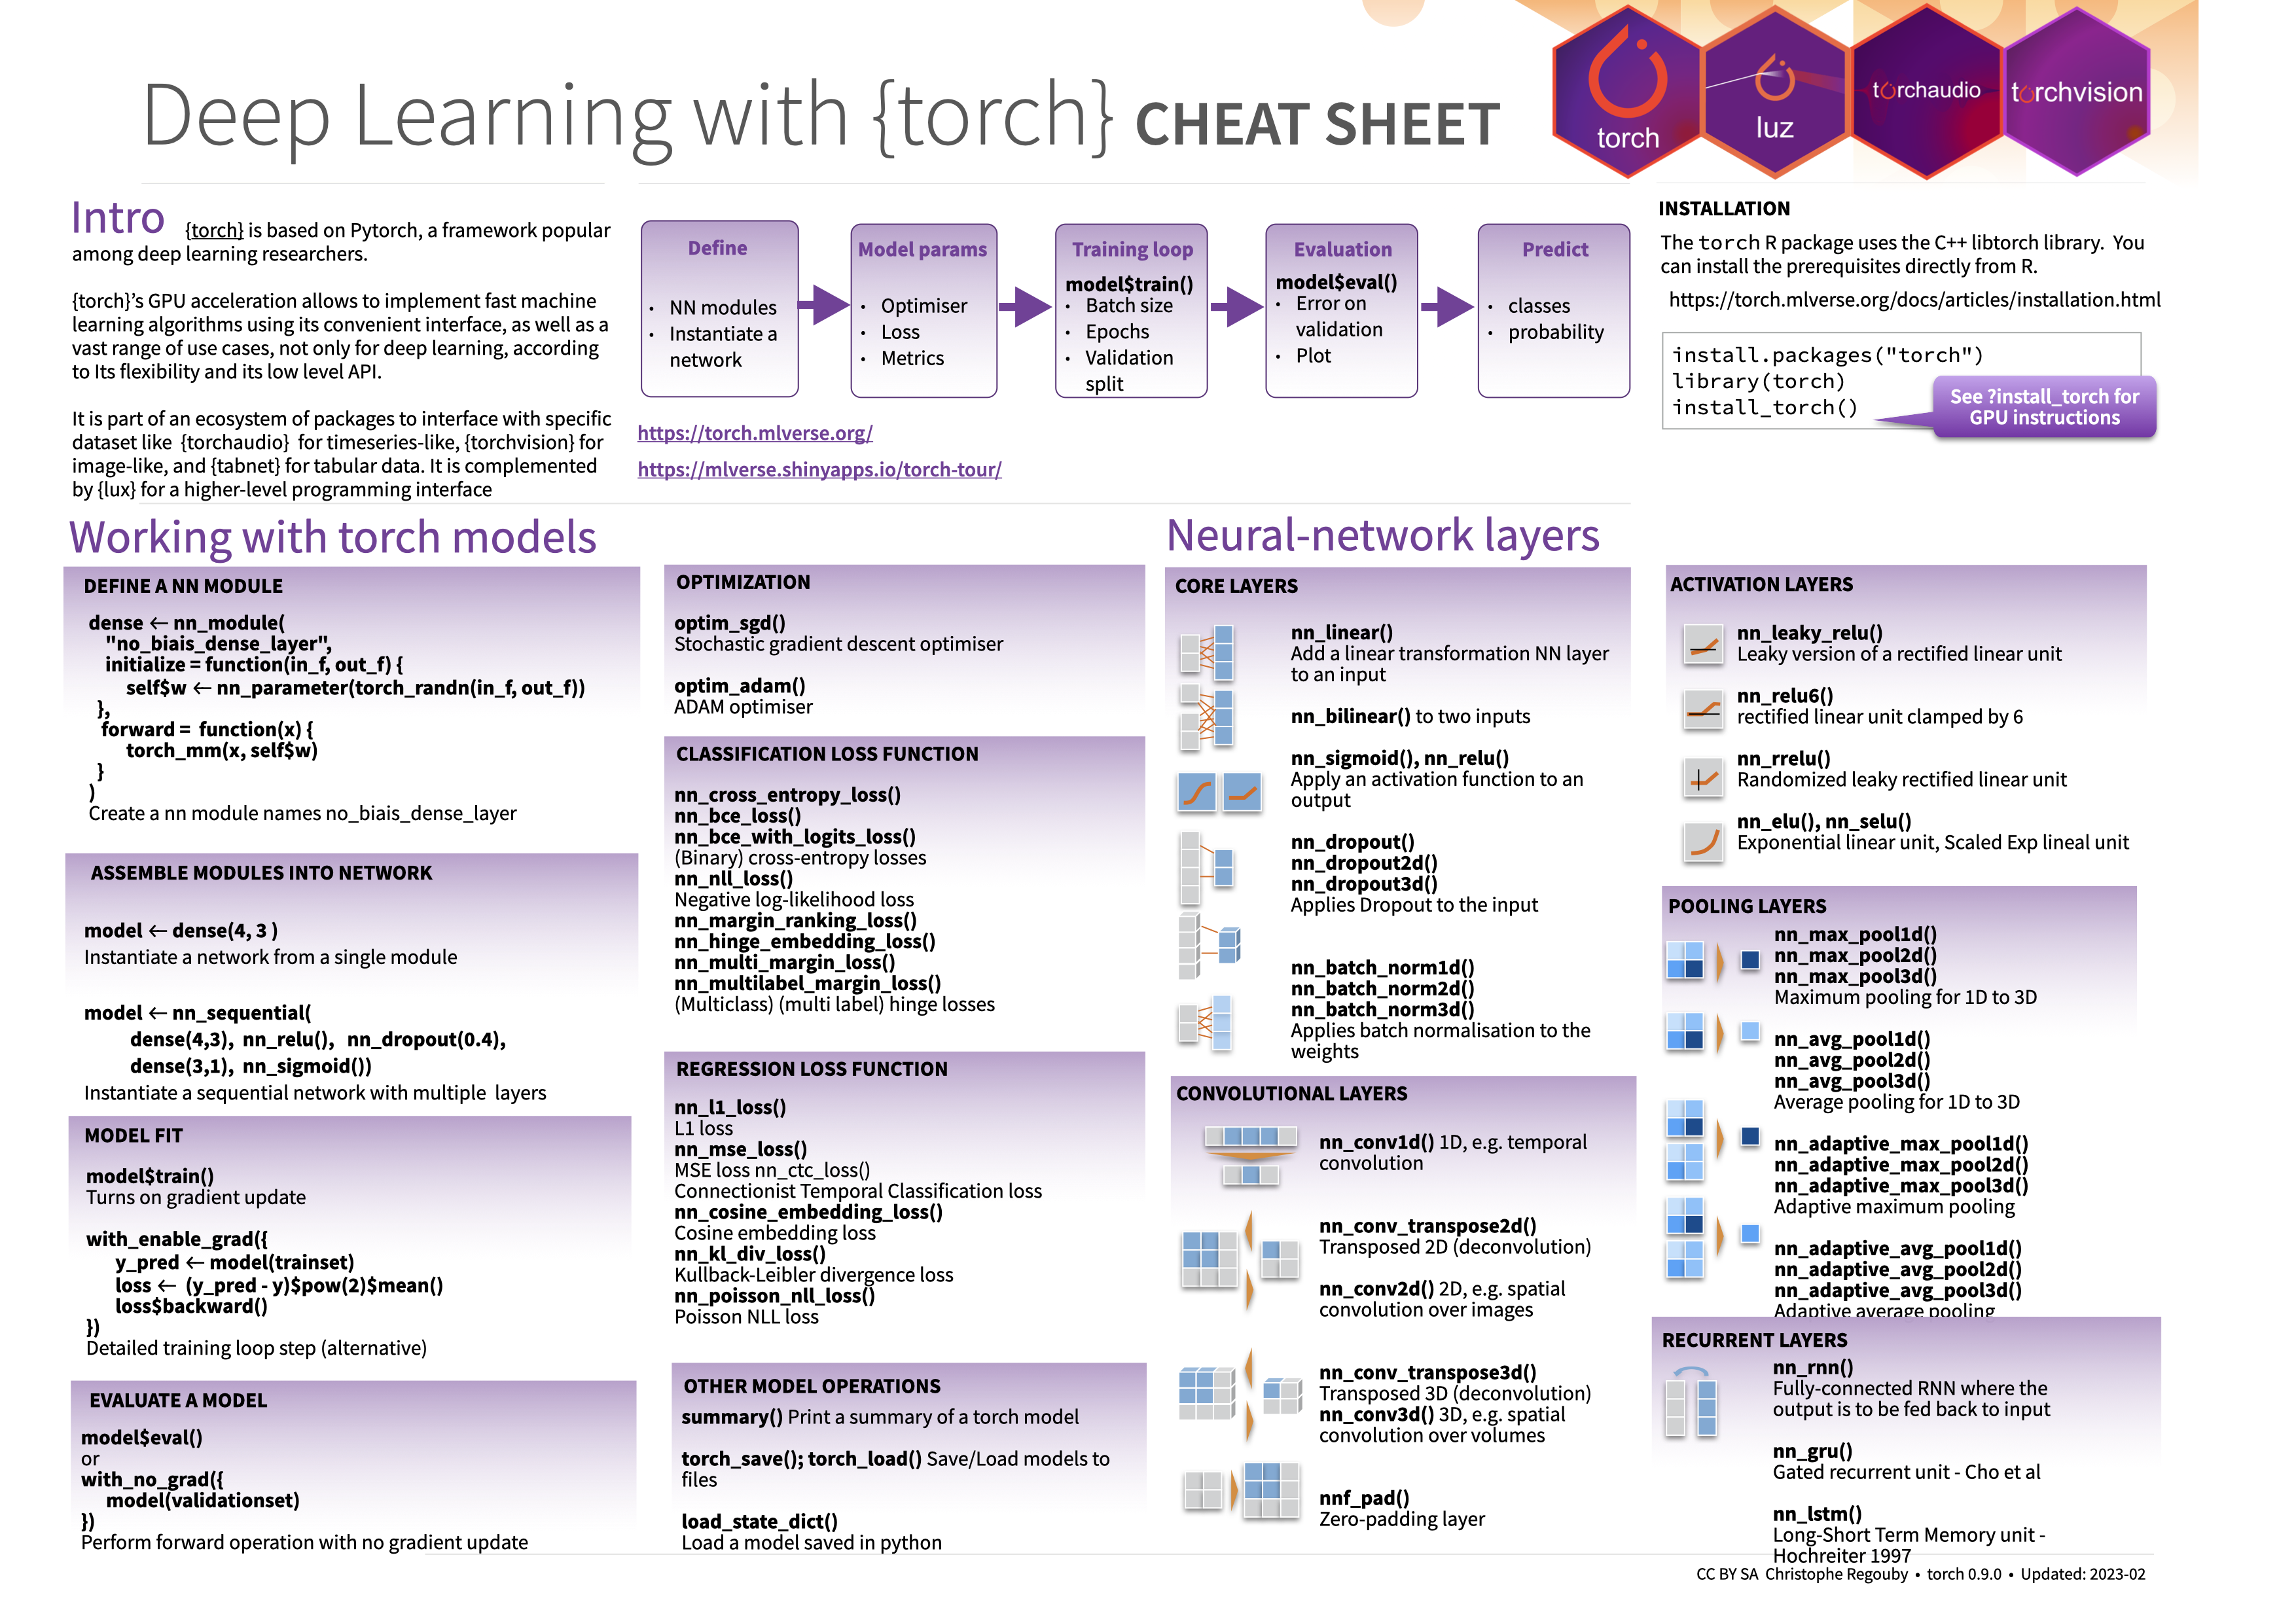 Deep Learning with {torch} CHEAT SHEET
torch
luz
torchaudio
torchvision
Intro {torch} is based on Pytorch, a framework popular
among deep learning researchers.
{torch}’s GPU acceleration allows to implement fast machine
learning algorithms using its convenient interface, as well as a
vast range of use cases, not only for deep learning, according
to Its flexibility and its low level API.
It is part of an ecosystem of packages to interface with specific
dataset like {torchaudio} for timeseries-like, {torchvision} for
image-like, and {tabnet} for tabular data. It is complemented
by {lux} for a higher-level programming interface
Define
• NN modules
• Instantiate a
network
Model params
• Optimiser
• Loss
• Metrics
Training loop
model$train()
• Batch size
• Epochs
• Validation
split
Evaluation
model$eval()
• Error on
validation
• Plot
Predict
• classes
• probability
https://torch.mlverse.org/
https://mlverse.shinyapps.io/torch-tour/
INSTALLATION
The torch R package uses the C++ libtorch library. You
can install the prerequisites directly from R.
https://torch.mlverse.org/docs/articles/installation.html
install.packages("torch")
library(torch)
install_torch()
See ?install_torch for
GPU instructions
Working with torch models
DEFINE A NN MODULE
dense ← nn_module(
"no_biais_dense_layer",
initialize = function(in_f, out_f) {
self$w ← nn_parameter(torch_randn(in_f, out_f))
},
forward = function(x) {
torch_mm(x, self$w)
}
)
Create a nn module names no_biais_dense_layer
ASSEMBLE MODULES INTO NETWORK
model ← dense(4, 3 )
Instantiate a network from a single module
model ← nn_sequential(
dense(4,3), nn_relu(), nn_dropout(0.4),
dense(3,1), nn_sigmoid())
Instantiate a sequential network with multiple layers
MODEL FIT
model$train()
Turns on gradient update
with_enable_grad({
y_pred ← model(trainset)
loss ← (y_pred - y)$pow(2)$mean()
loss$backward()
})
Detailed training loop step (alternative)
EVALUATE A MODEL
model$eval()
or
with_no_grad({
model(validationset)
})
Perform forward operation with no gradient update
OPTIMIZATION
optim_sgd()
Stochastic gradient descent optimiser
optim_adam()
ADAM optimiser
CLASSIFICATION LOSS FUNCTION
nn_cross_entropy_loss()
nn_bce_loss()
nn_bce_with_logits_loss()
(Binary) cross-entropy losses
nn_nll_loss()
Negative log-likelihood loss
nn_margin_ranking_loss()
nn_hinge_embedding_loss()
nn_multi_margin_loss()
nn_multilabel_margin_loss()
(Multiclass) (multi label) hinge losses
REGRESSION LOSS FUNCTION
nn_l1_loss()
L1 loss
nn_mse_loss()
MSE loss nn_ctc_loss()
Connectionist Temporal Classification loss
nn_cosine_embedding_loss()
Cosine embedding loss
nn_kl_div_loss()
Kullback-Leibler divergence loss
nn_poisson_nll_loss()
Poisson NLL loss
OTHER MODEL OPERATIONS
summary() Print a summary of a torch model
torch_save(); torch_load() Save/Load models to
files
load_state_dict()
Load a model saved in python
Neural-network layers
CORE LAYERS
nn_linear()
Add a linear transformation NN layer
to an input
nn_bilinear() to two inputs
nn_sigmoid(), nn_relu()
Apply an activation function to an
output
nn_dropout()
nn_dropout2d()
nn_dropout3d()
Applies Dropout to the input
nn_batch_norm1d()
nn_batch_norm2d()
nn_batch_norm3d()
Applies batch normalisation to the
weights
CONVOLUTIONAL LAYERS
nn_conv1d() 1D, e.g. temporal
convolution
nn_conv_transpose2d()
Transposed 2D (deconvolution)
nn_conv2d() 2D, e.g. spatial
convolution over images
nn_conv_transpose3d()
Transposed 3D (deconvolution)
nn_conv3d() 3D, e.g. spatial
convolution over volumes
nnf_pad()
Zero-padding layer
ACTIVATION LAYERS
nn_leaky_relu()
Leaky version of a rectified linear unit
nn_relu6()
rectified linear unit clamped by 6
nn_rrelu()
Randomized leaky rectified linear unit
nn_elu(), nn_selu()
Exponential linear unit, Scaled Exp lineal unit
POOLING LAYERS
nn_max_pool1d()
nn_max_pool2d()
nn_max_pool3d()
Maximum pooling for 1D to 3D
nn_avg_pool1d()
nn_avg_pool2d()
nn_avg_pool3d()
Average pooling for 1D to 3D
nn_adaptive_max_pool1d()
nn_adaptive_max_pool2d()
nn_adaptive_max_pool3d()
Adaptive maximum pooling
nn_adaptive_avg_pool1d()
nn_adaptive_avg_pool2d()
nn_adaptive_avg_pool3d()
Adaptive average pooling
RECURRENT LAYERS
nn_rnn()
Fully-connected RNN where the
output is to be fed back to input
nn_gru()
Gated recurrent unit - Cho et al
nn_lstm()
Long-Short Term Memory unit -
Hochreiter 1997
CC BY SA Christophe Regouby • torch 0.9.0 • Updated: 2023-02